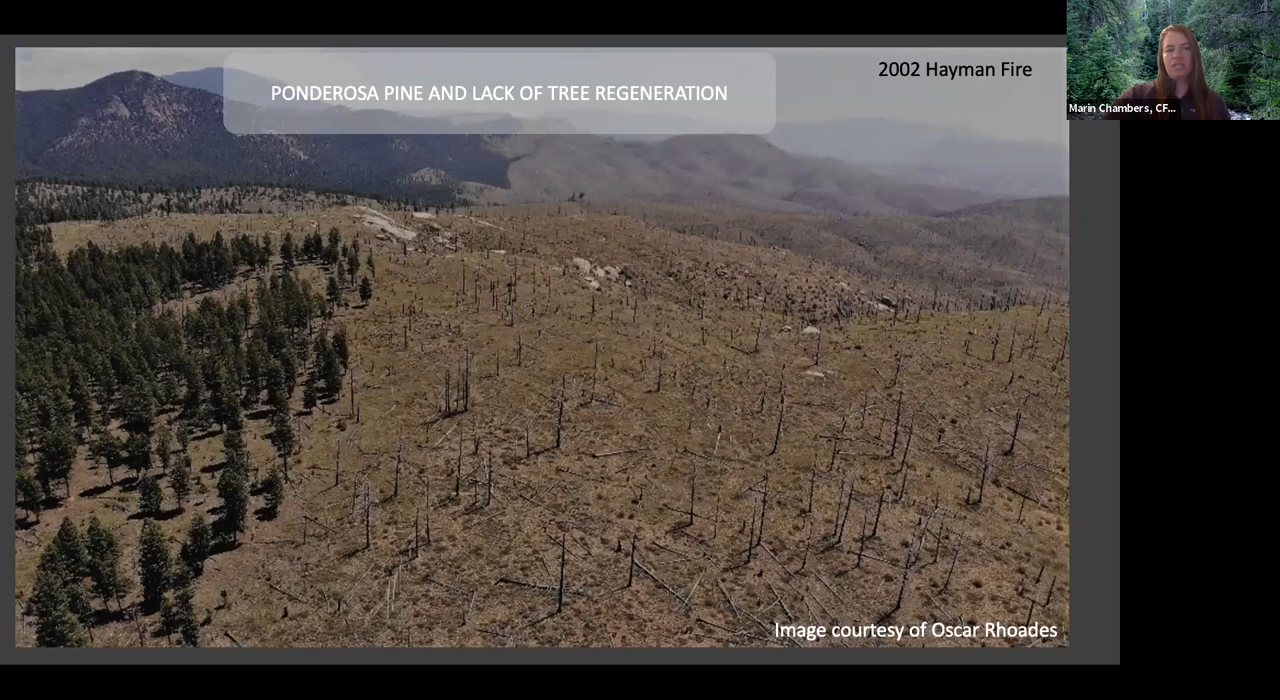 2002 Hayman Fire
PONDEROSA PINE AND LACK OF TREE REGENERATION
Marin Chambers, CF...
Image courtesy of Oscar Rhoades